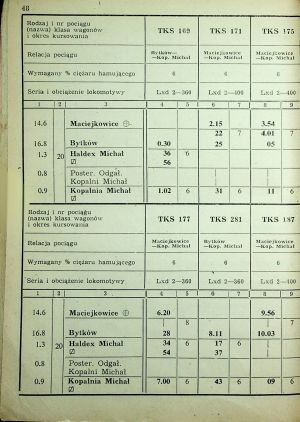 48
Rodzaj i nr pociągu
(nazwa) klasa wagonów
i okres kursowania
TKS 169 TKS 171 TKS 175
Relacja pociągu
Bytków—
—Kop. Michał
Maciejkowice
—Kop. Michał
Maciejkowice
—Kop. Michał
Wymagany % ciężaru hamującego 6 6 6
Seria i obciążenie lokomotywy Lxd 2—360 Lxd 2—400 Lxd 2—400
1 2 3 4 5 6 7 8 9
14.6 Maciejkowice 2.15 3.54
22 7 4.01 7
16.8 Bytków 0.30 25 05
1.3 20 Haldex Michał 36 6
56
0.8 Poster. Odgał.
Kopalni Michał
0.9 Kopalnia Michał 1.02 6 31 6 11 6
Rodzaj i nr pociągu
(nazwa) klasa wagonów
i okres kursowania
TKS 177 TKS 281 TKS 187
Relacja pociągu
Maciejkowice
—Kop. Michał
Bytków
—Kop. Michał
Maciejkowice
—Kop. Michał
Wymagany % ciężaru hamującego 6 6 6
Seria i obciążenie lokomotywy Lxd 2—360 Lxd 2—360 Lxd 2—400
1 2 3 4 5 6 7 8 9
14.6 Maciejkowice 6.20 9.56
8 7
16.8 Bytków 28 8.11 10.03
1.3 20 Haldex Michał 34 6 17 6
54 37
0.8 Poster. Odgał.
Kopalni Michał
0.9 Kopalnia Michał 7.00 6 43 6 09 6